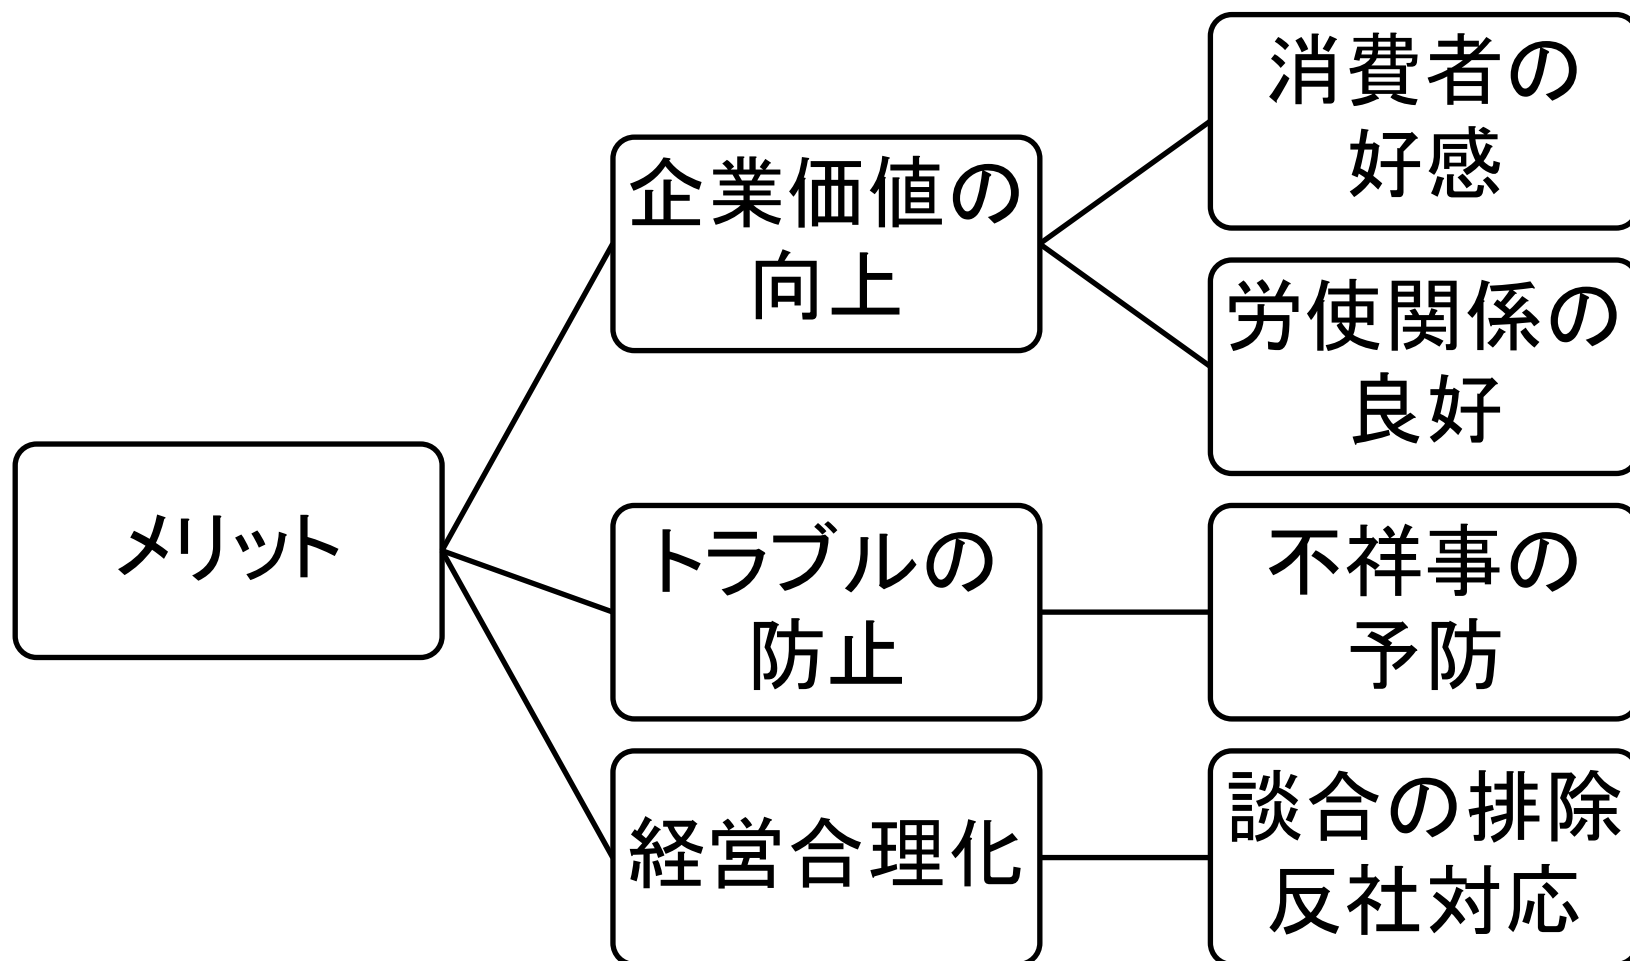 メリット
企業価値の
向上
消費者の
好感
労使関係の
良好
トラブルの
防止
不祥事の
予防
経営合理化
談合の排除
反社対応